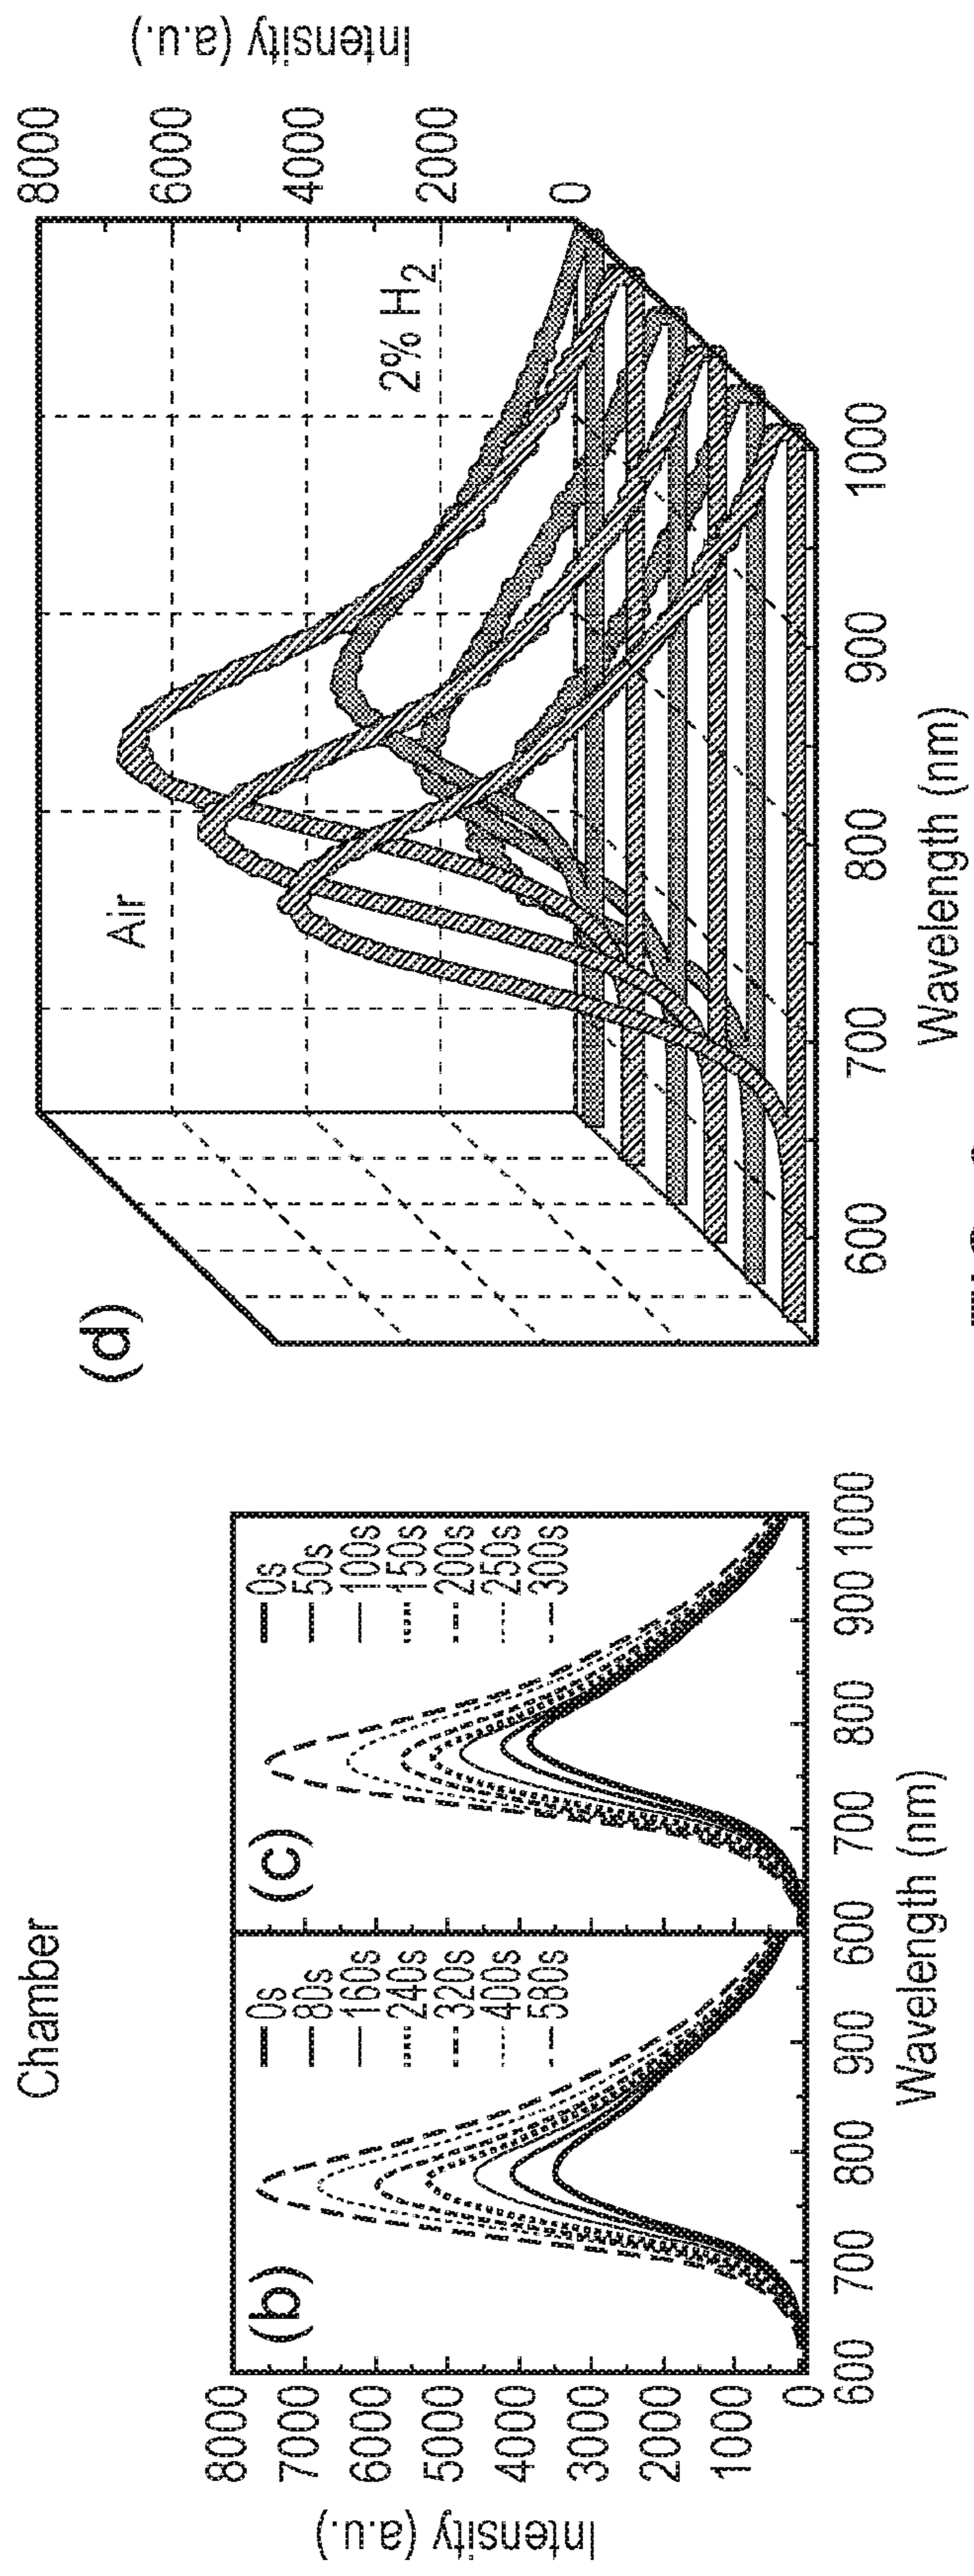 Chamber
(b)
0s
80s
160s
240s
320s
400s
580s
8000
7000
6000
5000
4000
3000
2000
1000
0
Intensity (a.u.)
600 700 800 900
(c)
0s
50s
100s
150s
200s
250s
300s
600 700 800 900 1000
Wavelength (nm)
(d)
Air
2% H2
8000
6000
4000
2000
0
Intensity (a.u.)
600 700 800 900 1000
Wavelength (nm)